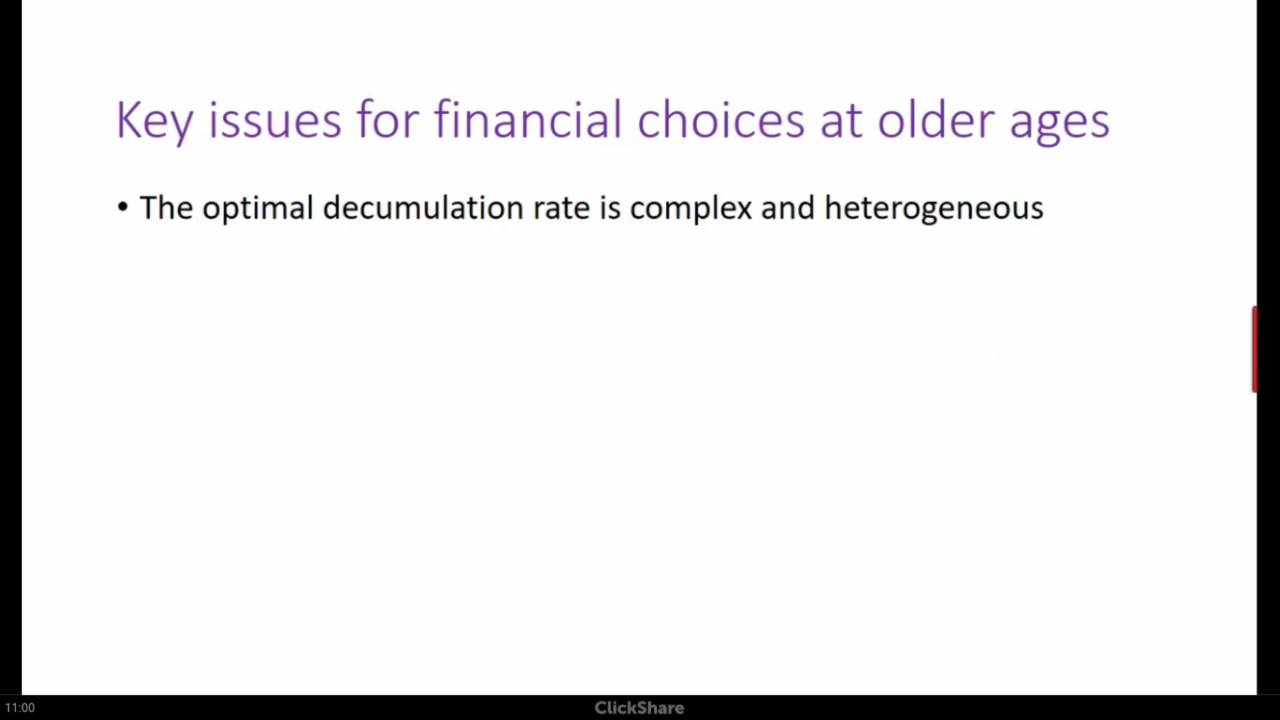 Key issues for financial choices at older ages
• The optimal decumulation rate is complex and heterogeneous
11:00
ClickShare